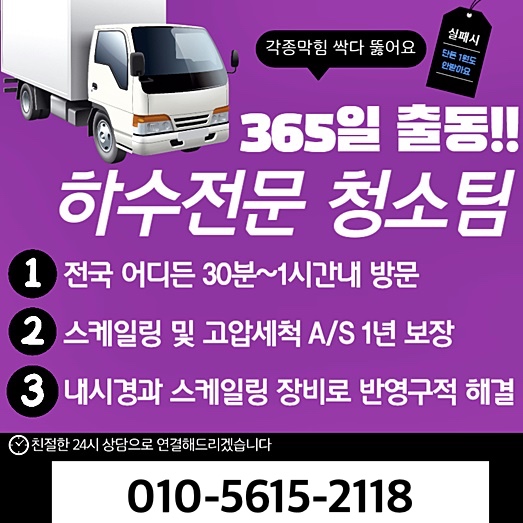 각종막힘 싹다 뚫어요
실패시
단돈 1원도
안받아요
365일 출동!!
하수전문 청소팀
1 전국 어디든 30분~1시간내 방문
2 스케일링 및 고압세척 A/S 1년 보장
3 내시경과 스케일링 장비로 반영구적 해결
친절한 24시 상담으로 연결해드리겠습니다
010-5615-2118